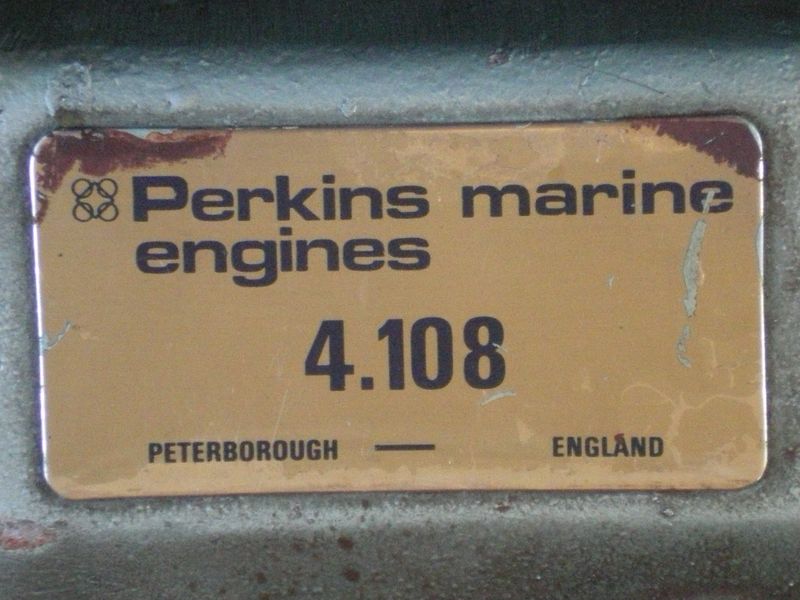 Perkins marine
engines
4.108
PETERBOROUGH — ENGLAND